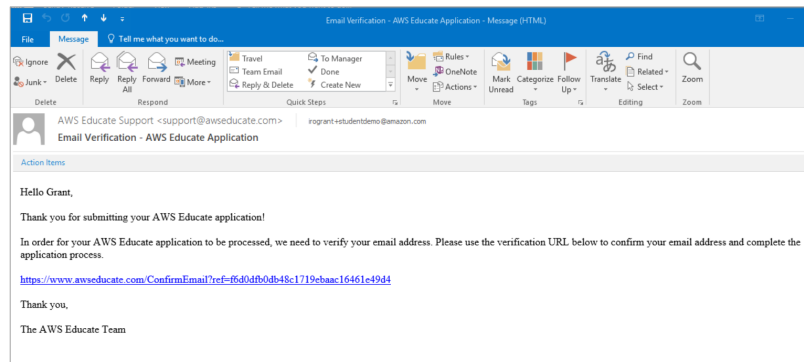 Email Verification - AWS Educate Application - Message (HTML)
File Message Tell me what you want to do...
Ignore
Junk
Delete
Reply
Reply All
Forward
Meeting
More
Travel
Team Email
Reply & Delete
To Manager
Done
Create New
Move
Rules
OneNote
Actions
Mark Unread
Categorize
Follow Up
Translate
Find
Related
Select
Zoom
Delete Respond Quick Steps Move Tags Editing Zoom
AWS Educate Support <support@awseducate.com> irogrant+studentdemo@amazon.com
Email Verification - AWS Educate Application
Action Items
Hello Grant,
Thank you for submitting your AWS Educate application!
In order for your AWS Educate application to be processed, we need to verify your email address. Please use the verification URL below to confirm your email address and complete the
application process.
https://www.awseducate.com/ConfirmEmail?ref=f6d0dfb0db48c1719ebaac16461e49d4
Thank you,
The AWS Educate Team